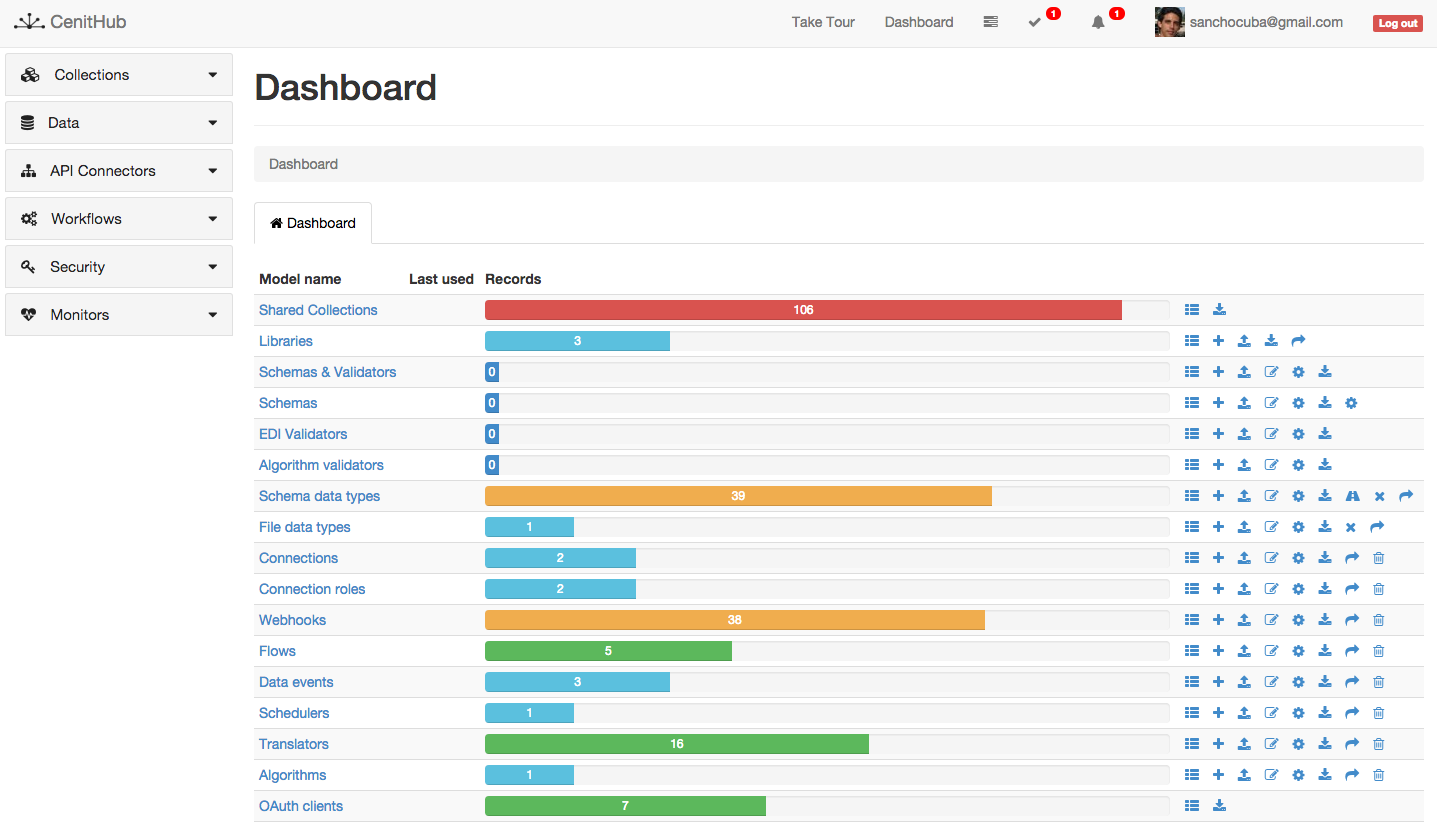 CenitHub
Take Tour Dashboard 1 1 sanchocuba@gmail.com Log out
Collections
Data
API Connectors
Workflows
Security
Monitors
Dashboard
Dashboard
Dashboard
Model name Last used Records
Shared Collections 106
Libraries 3
Schemas & Validators 0
Schemas 0
EDI Validators 0
Algorithm validators 0
Schema data types 39
File data types 1
Connections 2
Connection roles 2
Webhooks 38
Flows 5
Data events 3
Schedulers 1
Translators 16
Algorithms 1
OAuth clients 7